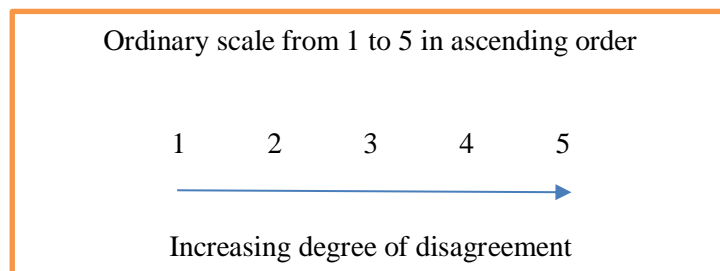 Ordinary scale from 1 to 5 in ascending order
1 2 3 4 5
Increasing degree of disagreement